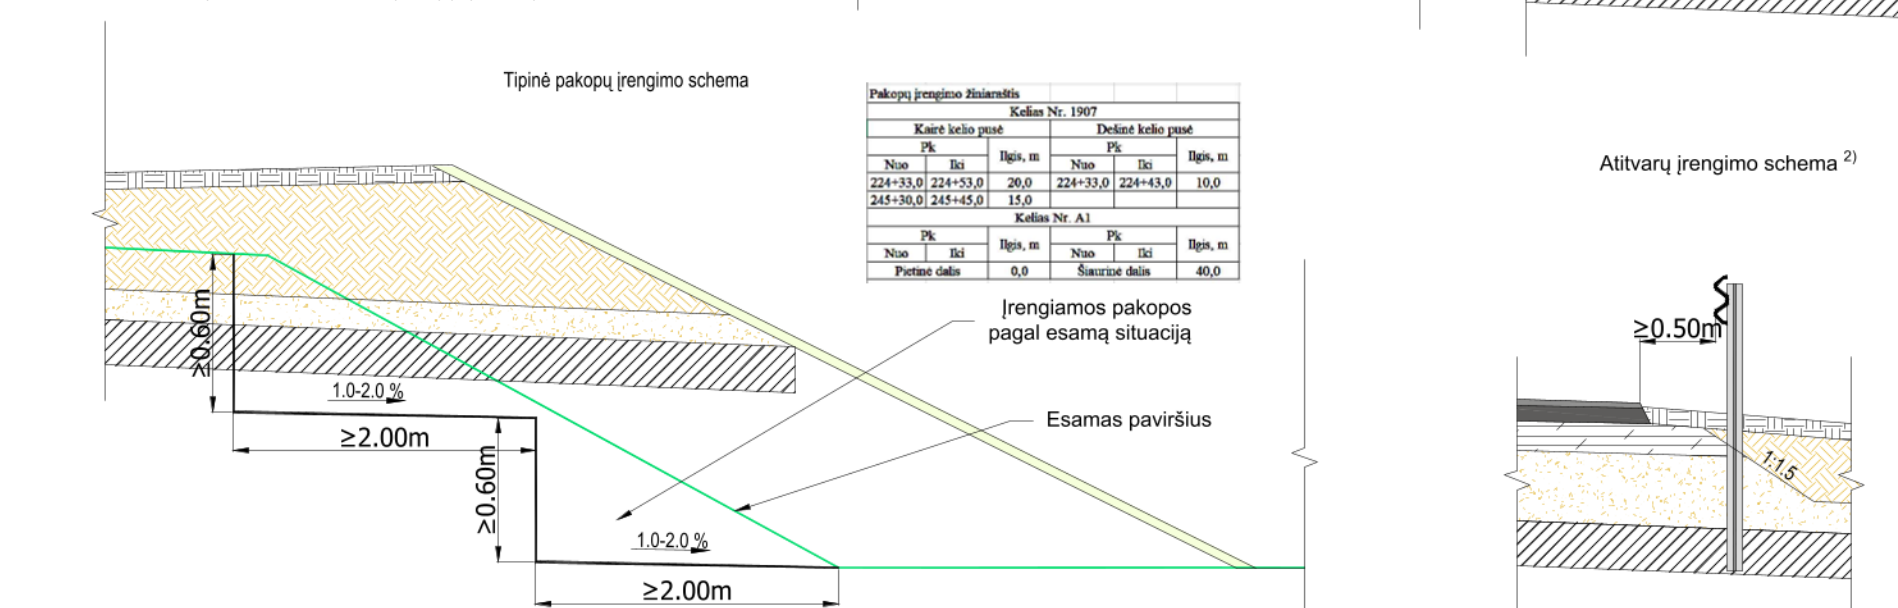 Tipinė pakopų įrengimo schema
Pakopų įrengimo žiniaraštis
Kelias Nr. 1907
Kairė kelio pusė Dešinė kelio pusė
Pk Ilgis, m Pk Ilgis, m
Nuo Iki Nuo Iki
224+33,0 224+53,0 20,0 224+33,0 224+43,0 10,0
245+30,0 245+45,0 15,0
Kelias Nr. A1
Pk Ilgis, m Pk Ilgis, m
Nuo Iki Nuo Iki
Pietinė dalis 0,0 Šiaurinė dalis 40,0
Atitvarų įrengimo schema 2)
Įrengiamos pakopos
pagal esamą situaciją
Esamas paviršius
≥0.60m
1.0-2.0 %
≥2.00m
≥0.60m
1.0-2.0 %
≥2.00m
≥0.50m
1:1.5